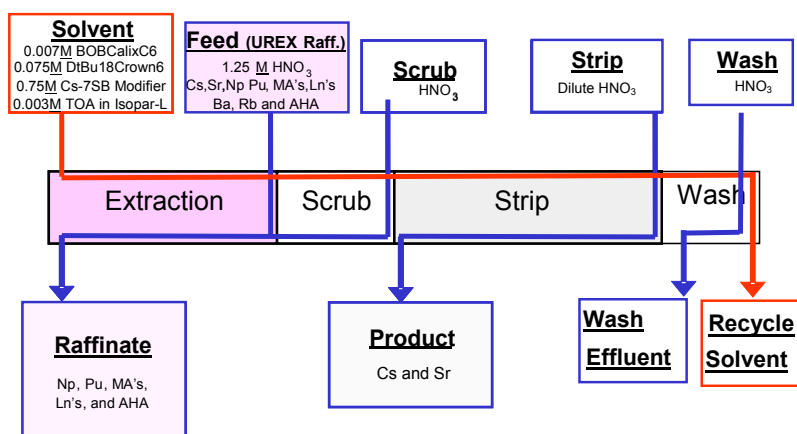 Solvent
0.007M BOBCalixC6
0.075M DtBu18Crown6
0.75M Cs-7SB Modifier
0.003M TOA in Isopar-L
Feed (UREX Raff.)
1.25 M HNO₃
Cs,Sr,Np Pu, MA's,Ln's
Ba, Rb and AHA
Scrub
HNO₃
Strip
Dilute HNO₃
Wash
HNO₃
Extraction
Scrub
Strip
Wash
Raffinate
Np, Pu, MA's,
Ln's, and AHA
Product
Cs and Sr
Wash
Effluent
Recycle
Solvent